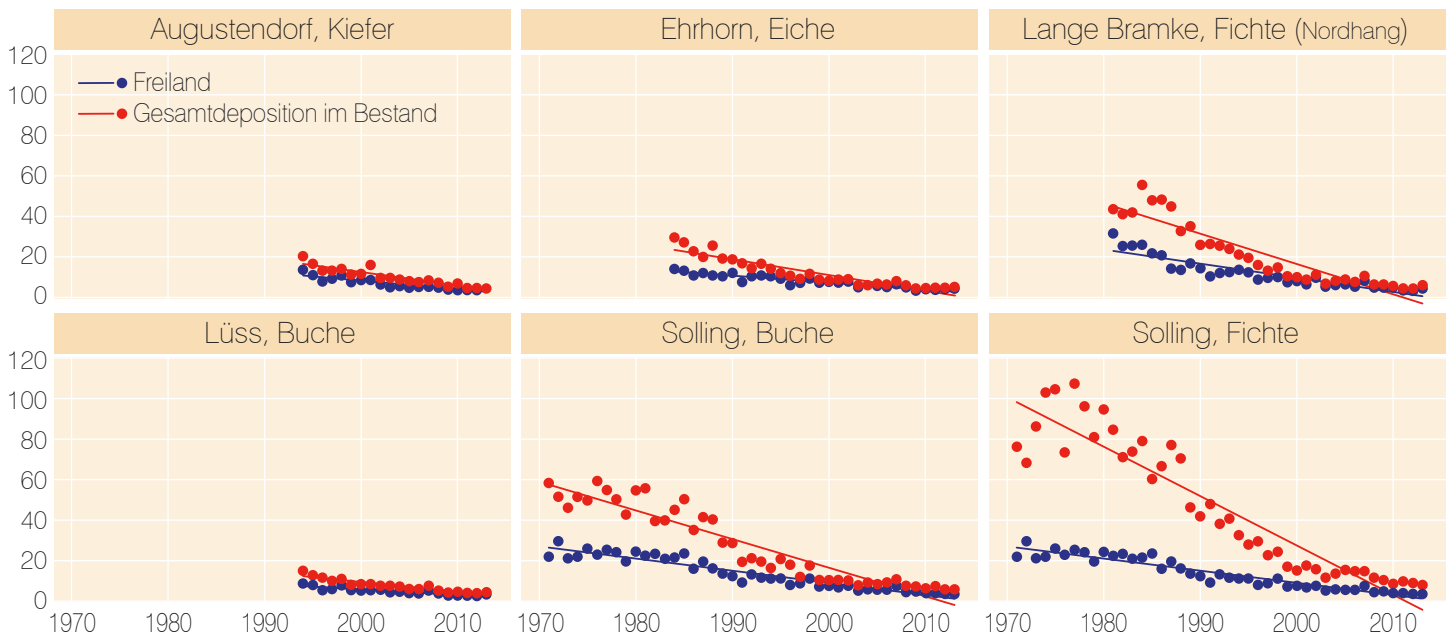 Augustendorf, Kiefer
Ehrhorn, Eiche
Lange Bramke, Fichte (Nordhang)
120
100
80
60
40
20
0
Freiland
Gesamtdeposition im Bestand
Lüss, Buche
Solling, Buche
Solling, Fichte
120
100
80
60
40
20
0
1970 1980 1990 2000 2010
1970 1980 1990 2000 2010
1970 1980 1990 2000 2010